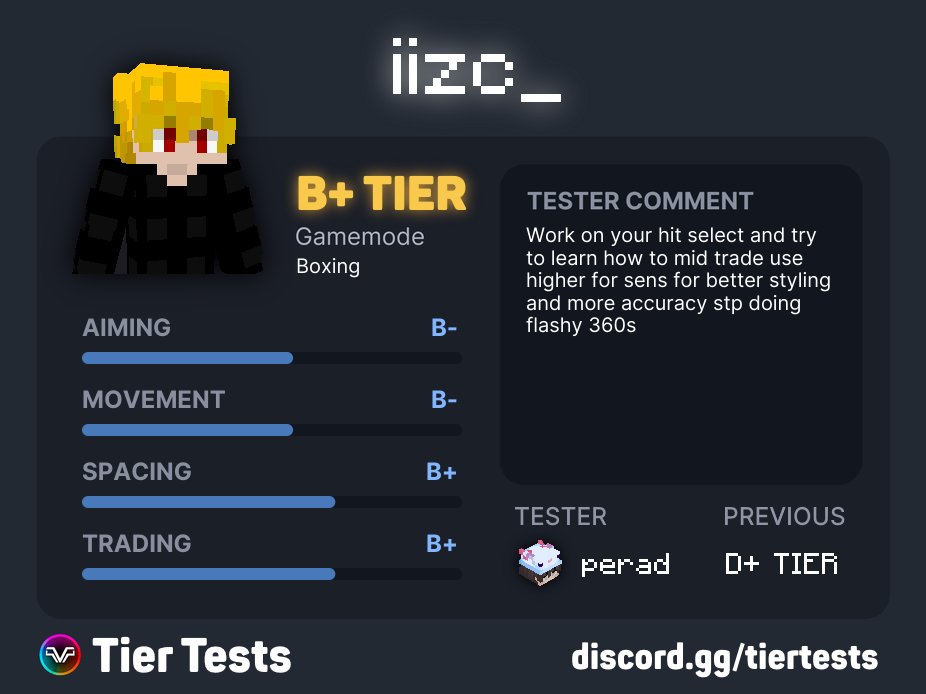 iizc_
B+ TIER
Gamemode
Boxing
AIMING B-
MOVEMENT B-
SPACING B+
TRADING B+
TESTER COMMENT
Work on your hit select and try
to learn how to mid trade use
higher for sens for better styling
and more accuracy stp doing
flashy 360s
TESTER
perad
PREVIOUS
D+ TIER
Tier Tests
discord.gg/tiertests